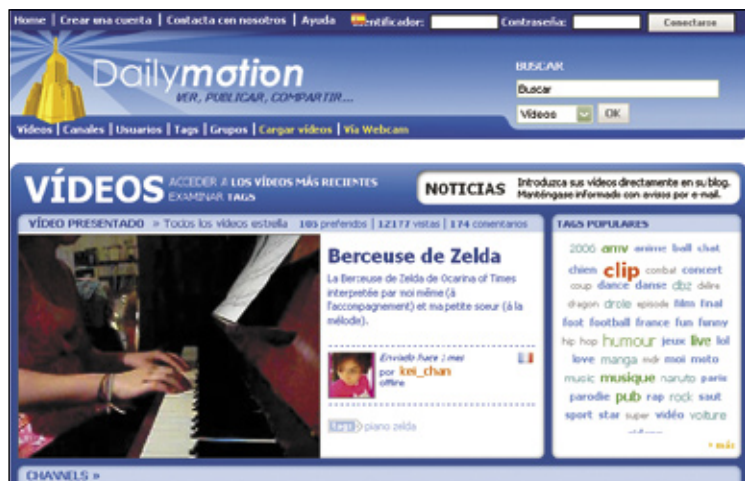 Home | Crear una cuenta | Contacta con nosotros | Ayuda
Identificador: Contraseña: Conectarse
Dailymotion
VER, PUBLICAR, COMPARTIR...
BUSCAR
Buscar
Vídeos OK
Vídeos | Canales | Usuarios | Tags | Grupos | Cargar vídeos | Vía Webcam
VÍDEOS
ACCEDER A LOS VÍDEOS MÁS RECIENTES
EXAMINAR TAGS
NOTICIAS
Introduzca sus vídeos directamente en su blog.
Manténgase informado con avisos por e-mail.
VÍDEO PRESENTADO » Todos los vídeos estrella 105 preferidos | 12177 visitas | 174 comentarios
Berceuse de Zelda
La Berceuse de Zelda de Ocarina of Times
interpretée par moi même (à
l'accompagnement) et ma petite soeur (à la
mélodie).
Enviado hace 1 mes
por kei_chan
offline
tags piano zelda
TAGS POPULARES
2006 amv anime ball chat
chien clip combat concert
coup dance danse dbz délire
dragon drole episode film final
foot football france fun funny
hip hop humour jeux live lol
love manga mdr moi moto
music musique naruto paris
parodie pub rap rock saut
sport star super vidéo voiture
» más
CHANNELS »